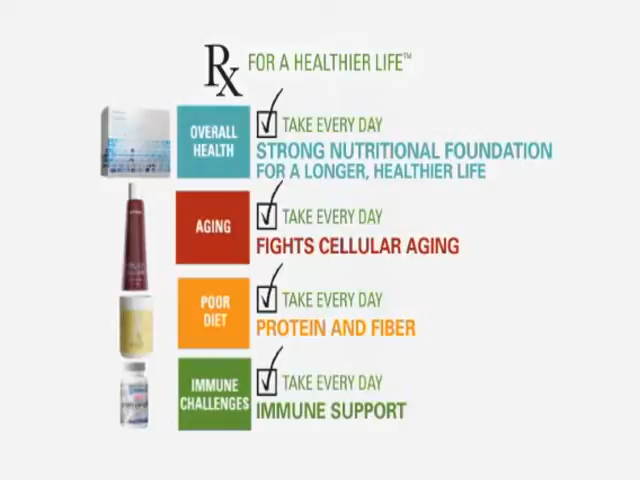 Rx FOR A HEALTHIER LIFE™
OVERALL HEALTH
TAKE EVERY DAY
STRONG NUTRITIONAL FOUNDATION
FOR A LONGER, HEALTHIER LIFE
AGING
TAKE EVERY DAY
FIGHTS CELLULAR AGING
POOR DIET
TAKE EVERY DAY
PROTEIN AND FIBER
IMMUNE CHALLENGES
TAKE EVERY DAY
IMMUNE SUPPORT